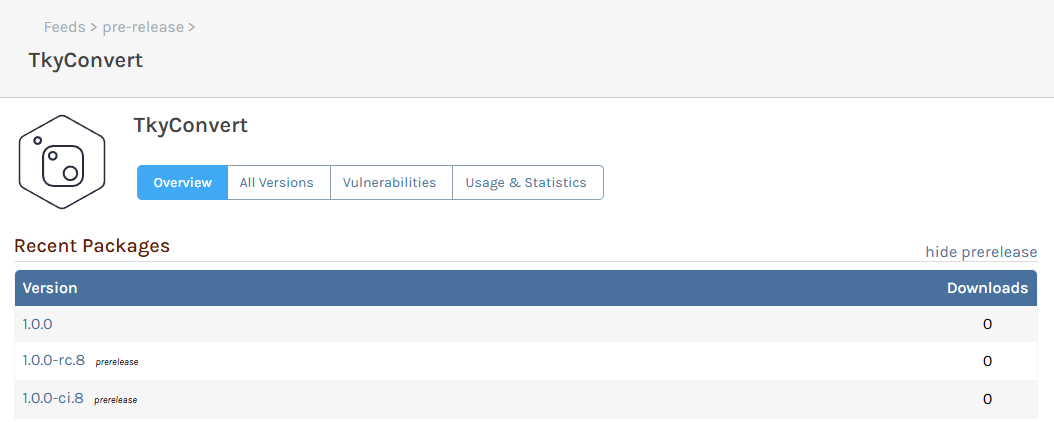 Feeds > pre-release >
TkyConvert
TkyConvert
Overview All Versions Vulnerabilities Usage & Statistics
Recent Packages hide prerelease
Version Downloads
1.0.0 0
1.0.0-rc.8 prerelease 0
1.0.0-ci.8 prerelease 0